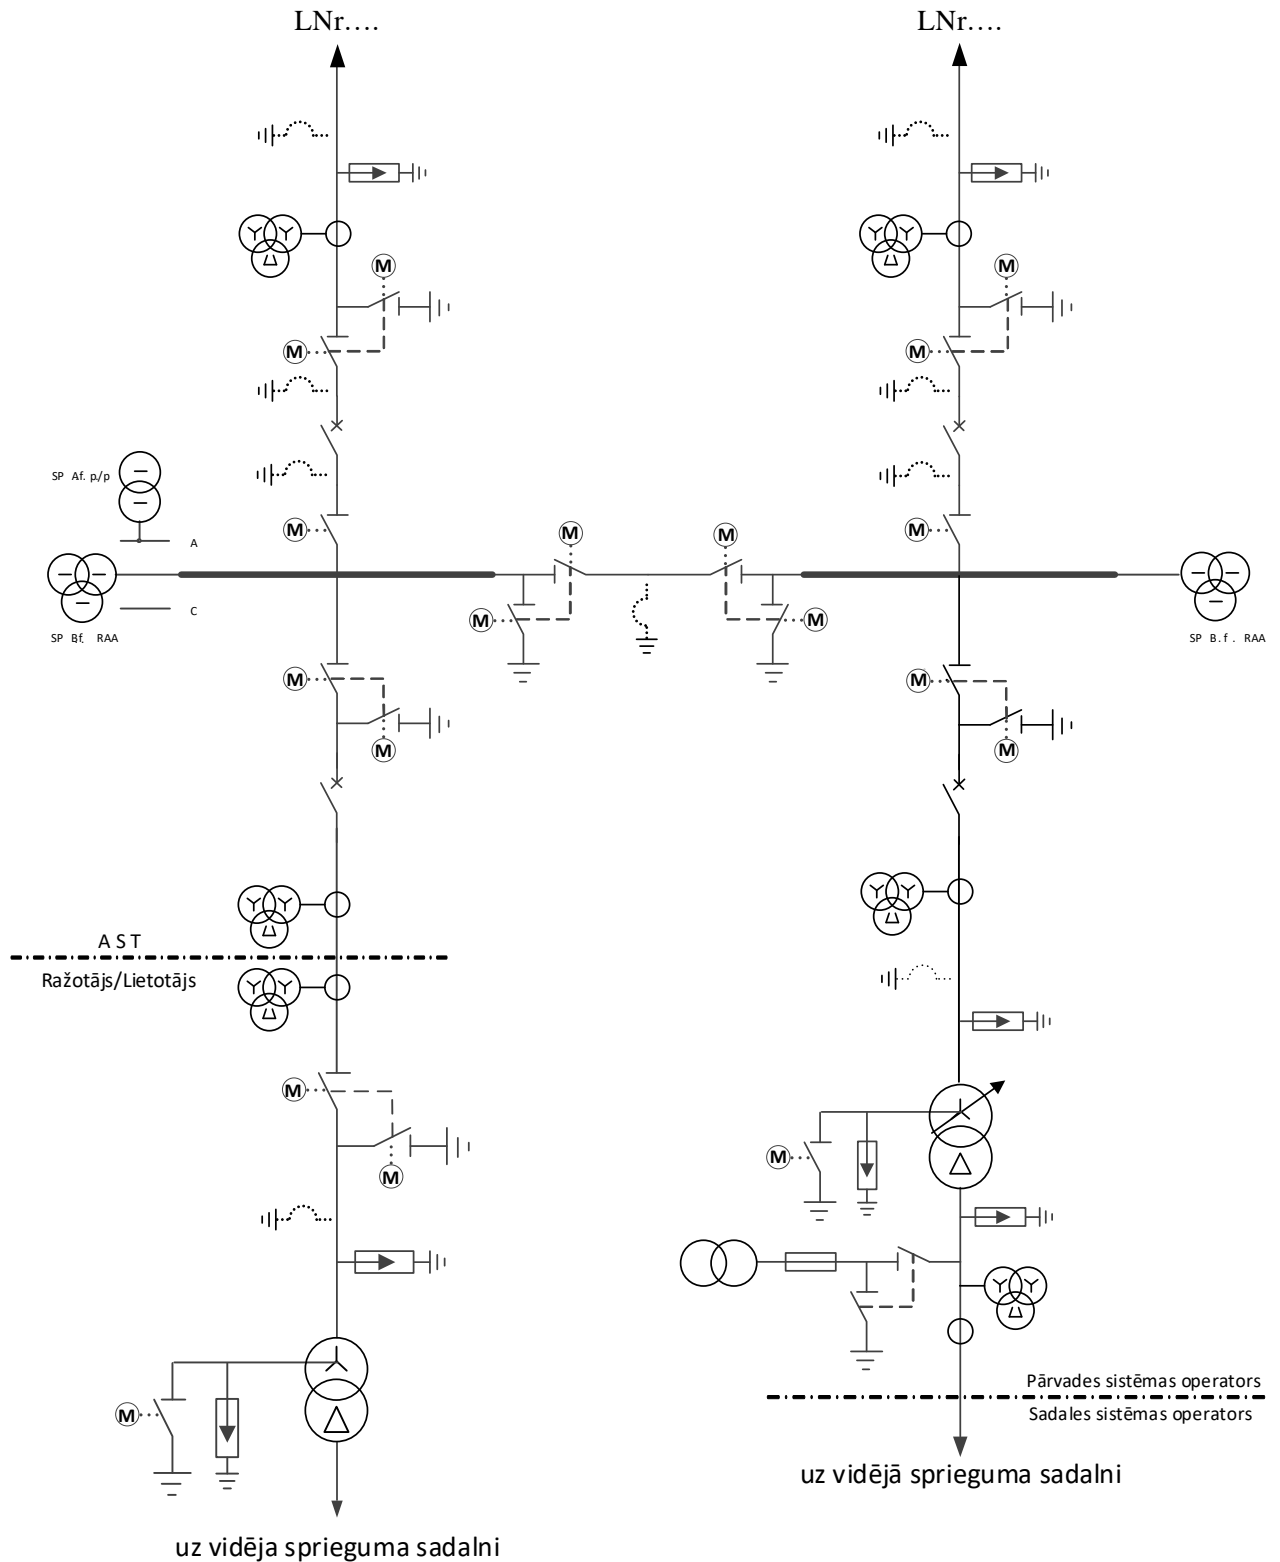 LNr....
LNr....
M
M
M
M
SP Af. p/p
A
M
M
M
M
C
M
M
SP Bf. RAA
SP B.f. RAA
M
M
M
M
AST
Ražotājs/Lietotājs
M
M
M
Pārvades sistēmas operators
M
Sadales sistēmas operators
uz vidējā sprieguma sadalni
uz vidēja sprieguma sadalni